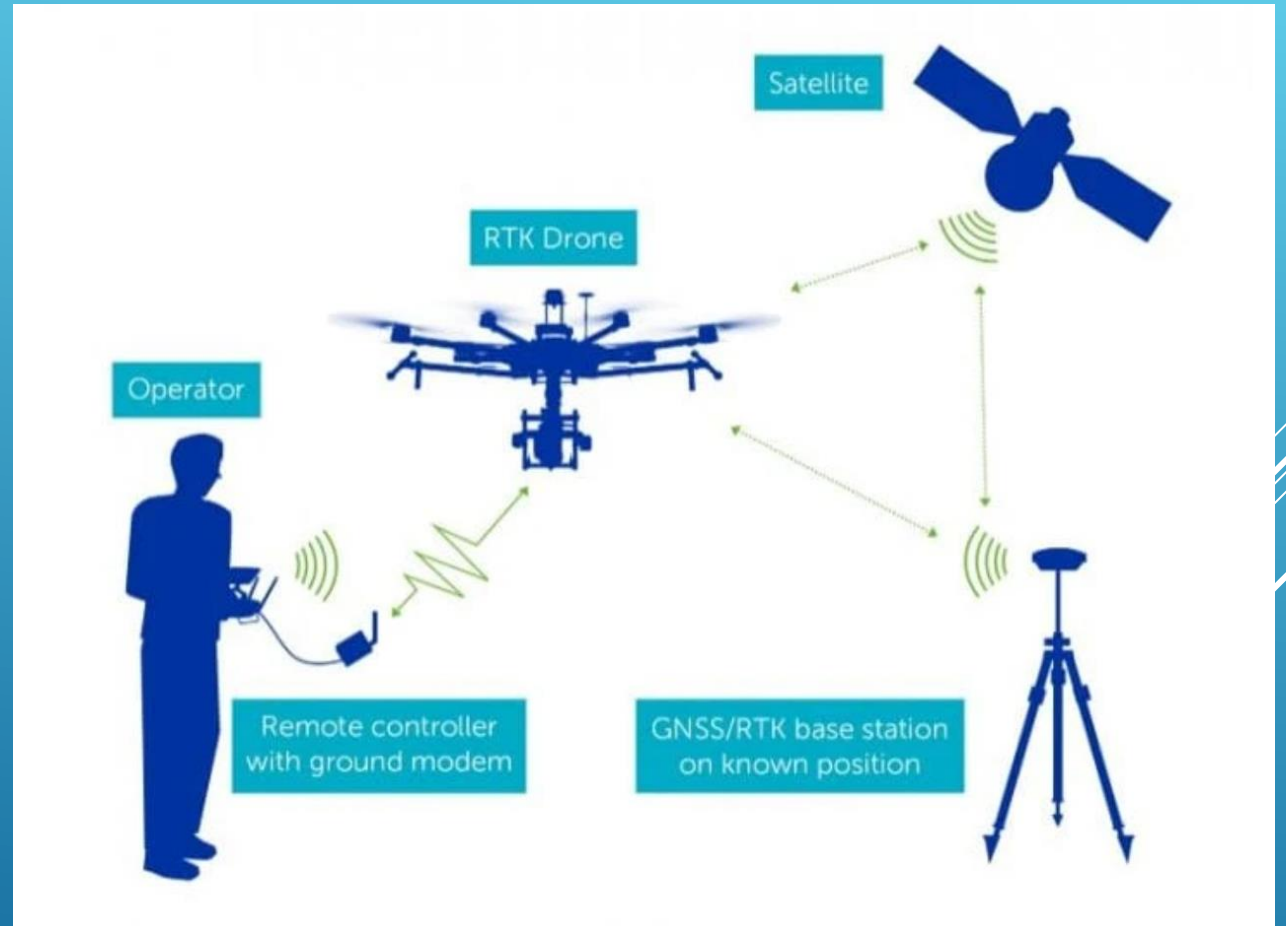 Satellite
RTK Drone
Operator
Remote controller
with ground modem
GNSS/RTK base station
on known position